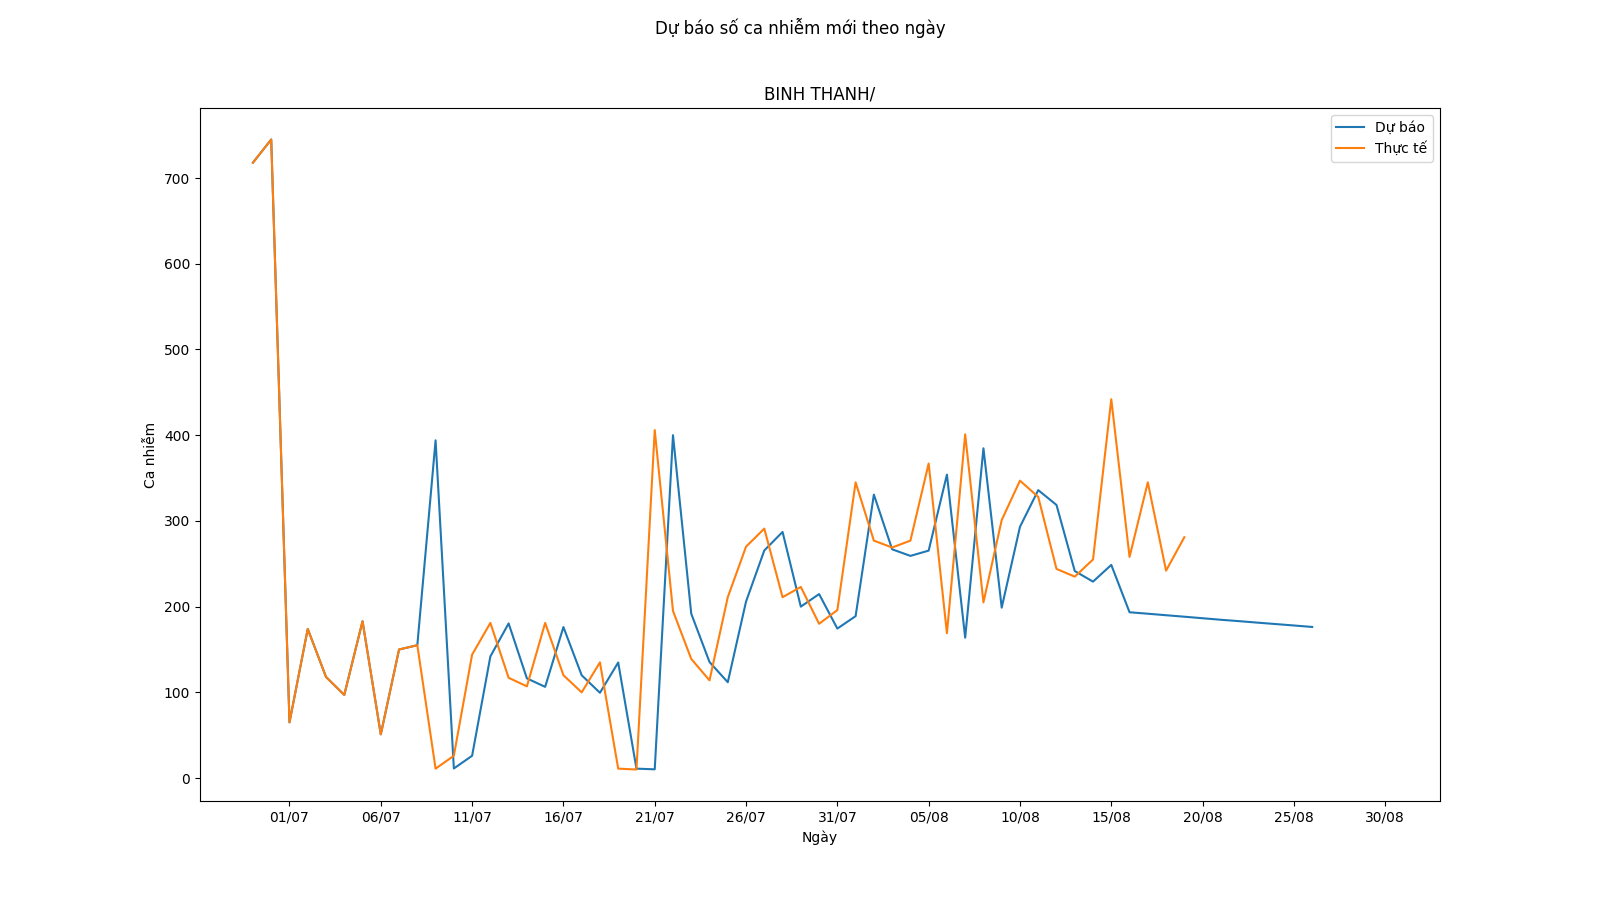 Dự báo số ca nhiễm mới theo ngày
BINH THANH/
Dự báo
Thực tế
700
600
500
400
300
200
100
0
Ca nhiễm
01/07 06/07 11/07 16/07 21/07 26/07 31/07 05/08 10/08 15/08 20/08 25/08 30/08
Ngày